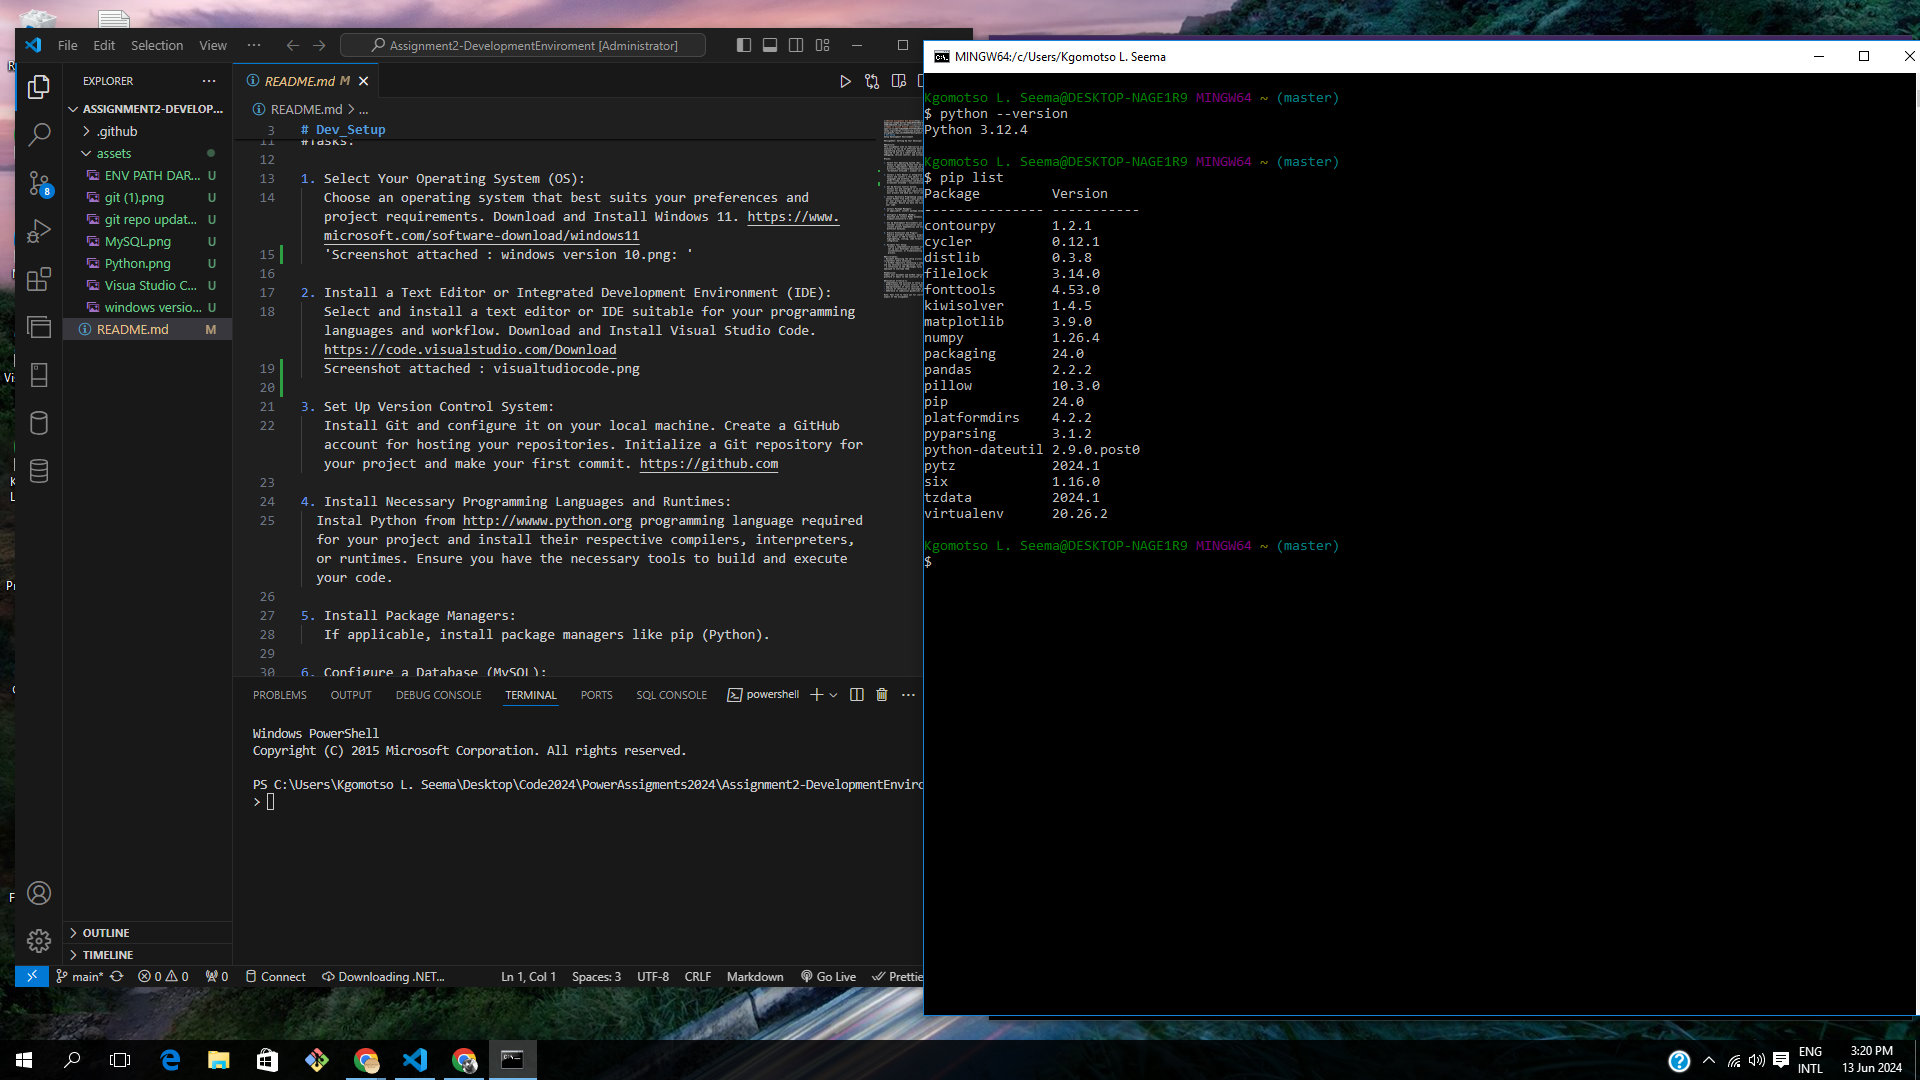 File Edit Selection View ··· Assignment2-DevelopmentEnviroment [Administrator]
EXPLORER
ASSIGNMENT2-DEVELOP...
.github
assets
ENV PATH DAR... U
git (1).png U
git repo updat... U
MySQL.png U
Python.png U
Visua Studio C... U
windows versio... U
README.md M
OUTLINE
TIMELINE
8
README.md M
README.md > ...
3 # Dev_Setup
11 #Tasks:
12
13 1. Select Your Operating System (OS):
14 Choose an operating system that best suits your preferences and
project requirements. Download and Install Windows 11. https://www.
microsoft.com/software-download/windows11
15 'Screenshot attached : windows version 10.png: '
16
17 2. Install a Text Editor or Integrated Development Environment (IDE):
18 Select and install a text editor or IDE suitable for your programming
languages and workflow. Download and Install Visual Studio Code.
https://code.visualstudio.com/Download
19 Screenshot attached : visualtudiocode.png
20
21 3. Set Up Version Control System:
22 Install Git and configure it on your local machine. Create a GitHub
account for hosting your repositories. Initialize a Git repository for
your project and make your first commit. https://github.com
23
24 4. Install Necessary Programming Languages and Runtimes:
25 Instal Python from http://wwww.python.org programming language required
for your project and install their respective compilers, interpreters,
or runtimes. Ensure you have the necessary tools to build and execute
your code.
26
27 5. Install Package Managers:
28 If applicable, install package managers like pip (Python).
29
30 6. Configure a Database (MySQL):
PROBLEMS OUTPUT DEBUG CONSOLE TERMINAL PORTS SQL CONSOLE powershell
Windows PowerShell
Copyright (C) 2015 Microsoft Corporation. All rights reserved.
PS C:\Users\Kgomotso L. Seema\Desktop\Code2024\PowerAssigments2024\Assignment2-DevelopmentEnviro
>
main* 0 0 0 Connect Downloading .NET... Ln 1, Col 1 Spaces: 3 UTF-8 CRLF Markdown Go Live Prettie
MINGW64:/c/Users/Kgomotso L. Seema
Kgomotso L. Seema@DESKTOP-NAGE1R9 MINGW64 ~ (master)
$ python --version
Python 3.12.4
Kgomotso L. Seema@DESKTOP-NAGE1R9 MINGW64 ~ (master)
$ pip list
Package Version
--------------- -----------
contourpy 1.2.1
cycler 0.12.1
distlib 0.3.8
filelock 3.14.0
fonttools 4.53.0
kiwisolver 1.4.5
matplotlib 3.9.0
numpy 1.26.4
packaging 24.0
pandas 2.2.2
pillow 10.3.0
pip 24.0
platformdirs 4.2.2
pyparsing 3.1.2
python-dateutil 2.9.0.post0
pytz 2024.1
six 1.16.0
tzdata 2024.1
virtualenv 20.26.2
Kgomotso L. Seema@DESKTOP-NAGE1R9 MINGW64 ~ (master)
$
ENG
INTL
3:20 PM
13 Jun 2024